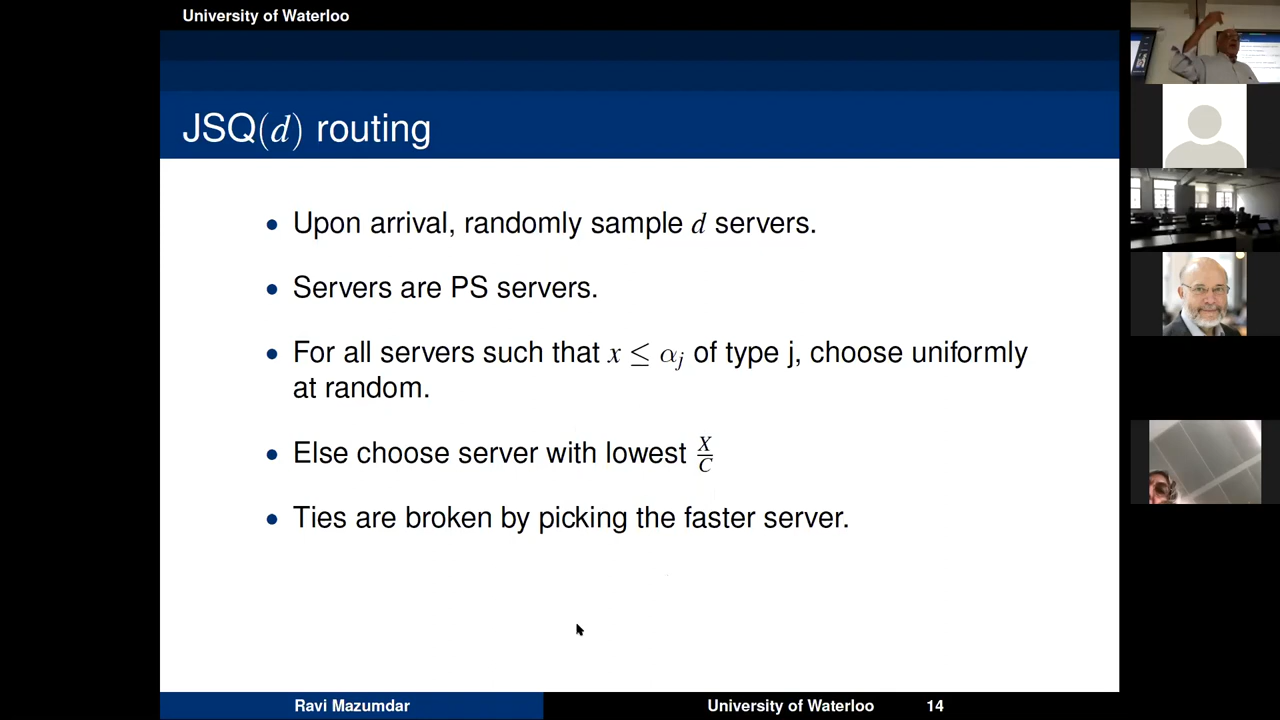 University of Waterloo
JSQ(d) routing
• Upon arrival, randomly sample d servers.
• Servers are PS servers.
• For all servers such that x ≤ αj of type j, choose uniformly
at random.
• Else choose server with lowest X/C
• Ties are broken by picking the faster server.
Ravi Mazumdar University of Waterloo 14